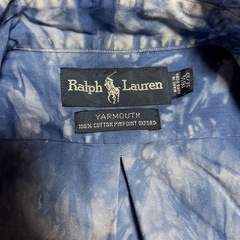 Ralph Lauren
YARMOUTH
100% COTTON PINPOINT OXFORD